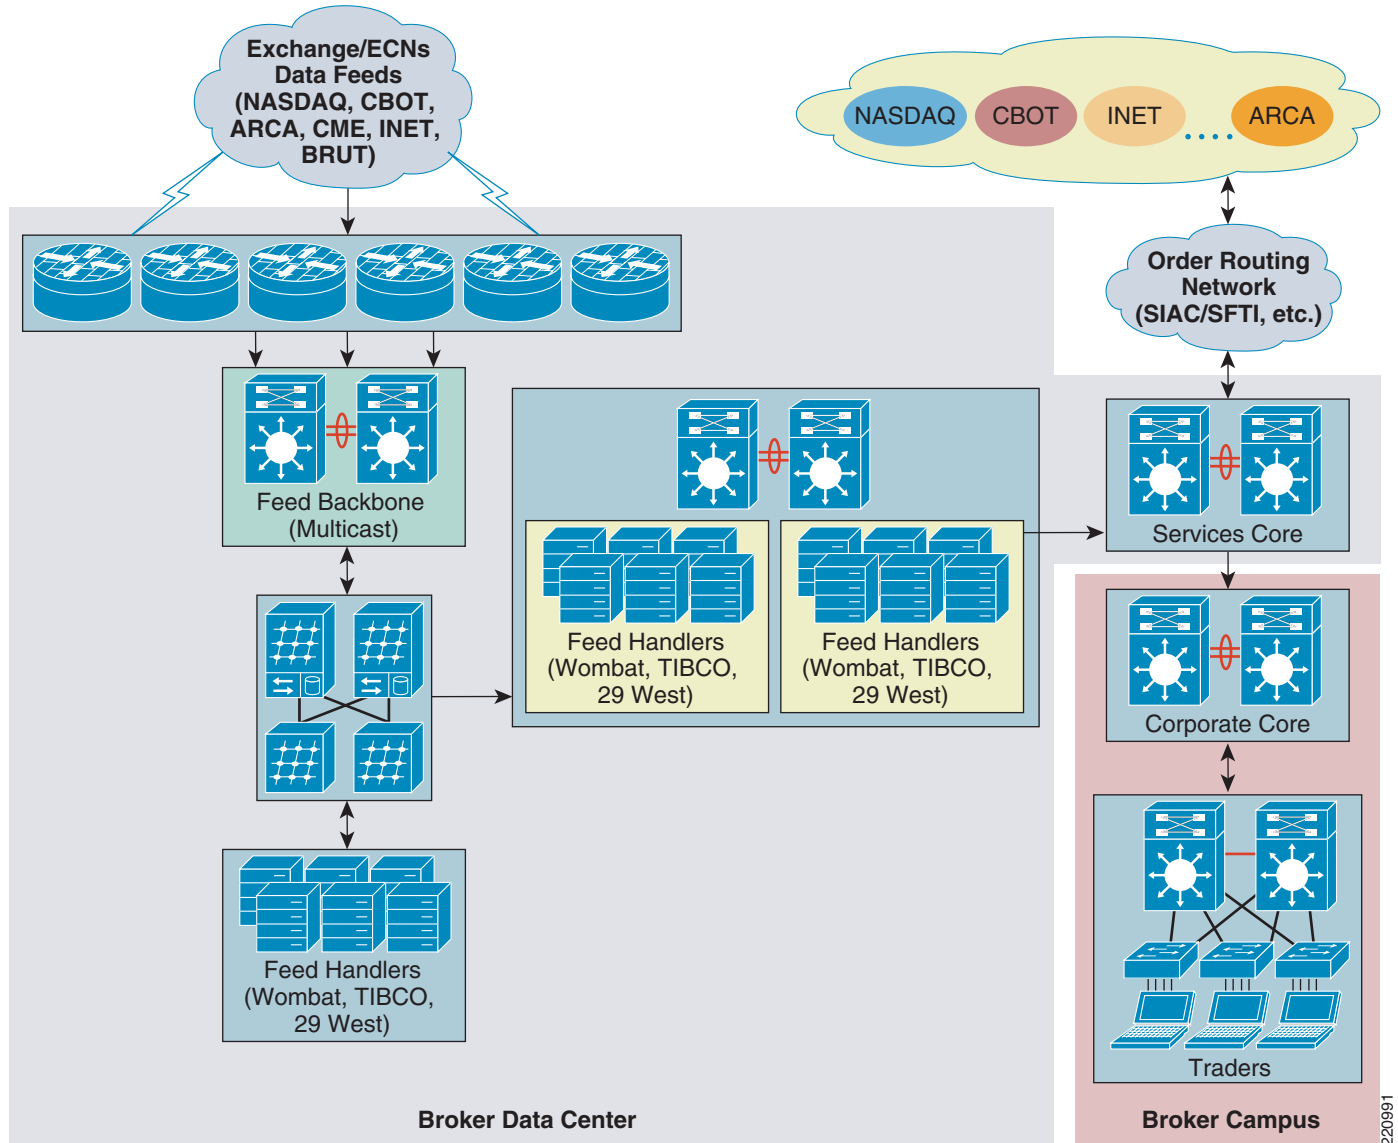 Exchange/ECNs
Data Feeds
(NASDAQ, CBOT,
ARCA, CME, INET,
BRUT)
NASDAQ
CBOT
INET
ARCA
Order Routing
Network
(SIAC/SFTI, etc.)
Feed Backbone
(Multicast)
Services Core
Feed Handlers
(Wombat, TIBCO,
29 West)
Feed Handlers
(Wombat, TIBCO,
29 West)
Corporate Core
Feed Handlers
(Wombat, TIBCO,
29 West)
Traders
Broker Data Center
Broker Campus
220991